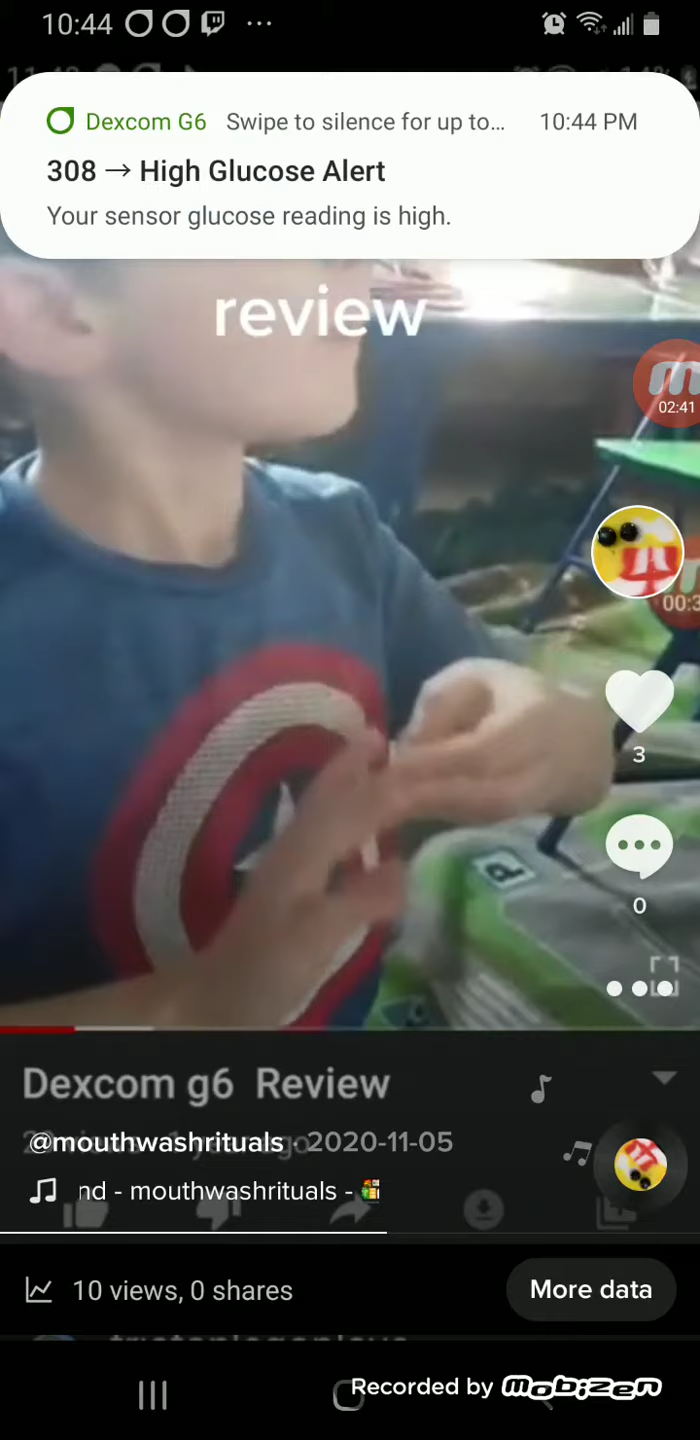 10:44
Dexcom G6 Swipe to silence for up to... 10:44 PM
308 → High Glucose Alert
Your sensor glucose reading is high.
review
02:41
00:3
3
P
0
Dexcom g6 Review
@mouthwashrituals · 2020-11-05
nd - mouthwashrituals -
10 views, 0 shares
More data
Recorded by mobizen